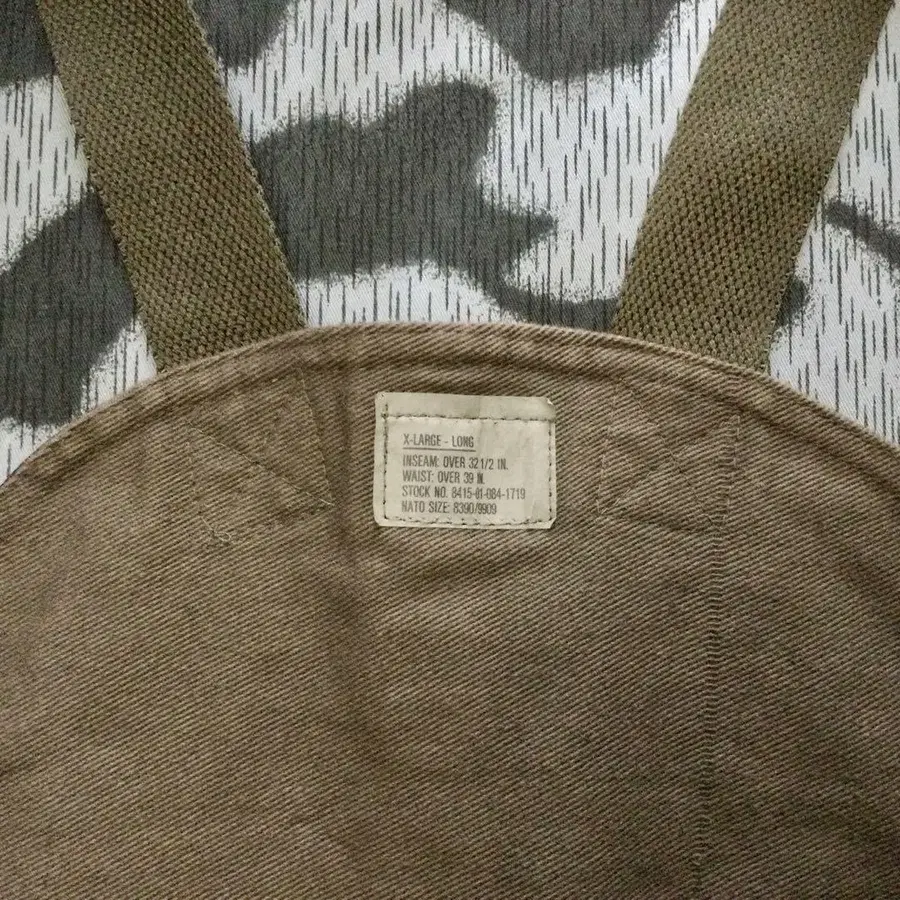 X-LARGE - LONG
INSEAM: OVER 32 1/2 IN.
WAIST: OVER 39 IN.
STOCK NO. 8415-01-084-1719
NATO SIZE: 8390/9909